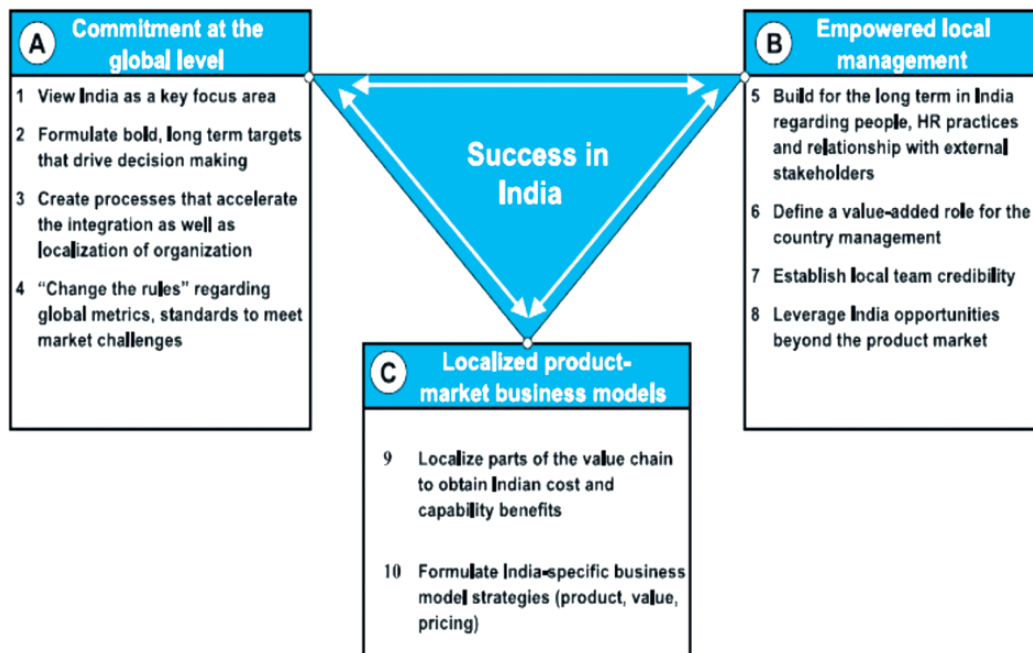 A
Commitment at the
global level
1 View India as a key focus area
2 Formulate bold, long term targets
that drive decision making
3 Create processes that accelerate
the integration as well as
localization of organization
4 “Change the rules” regarding
global metrics, standards to meet
market challenges
Success in
India
B
Empowered local
management
5 Build for the long term in India
regarding people, HR practices
and relationship with external
stakeholders
6 Define a value-added role for the
country management
7 Establish local team credibility
8 Leverage India opportunities
beyond the product market
C
Localized product-
market business models
9 Localize parts of the value chain
to obtain Indian cost and
capability benefits
10 Formulate India-specific business
model strategies (product, value,
pricing)